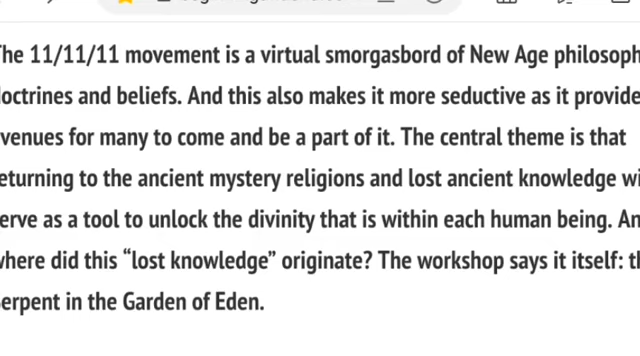 The 11/11/11 movement is a virtual smorgasbord of New Age philosoph
doctrines and beliefs. And this also makes it more seductive as it provide
venues for many to come and be a part of it. The central theme is that
returning to the ancient mystery religions and lost ancient knowledge wi
serve as a tool to unlock the divinity that is within each human being. An
where did this “lost knowledge” originate? The workshop says it itself: th
Serpent in the Garden of Eden.